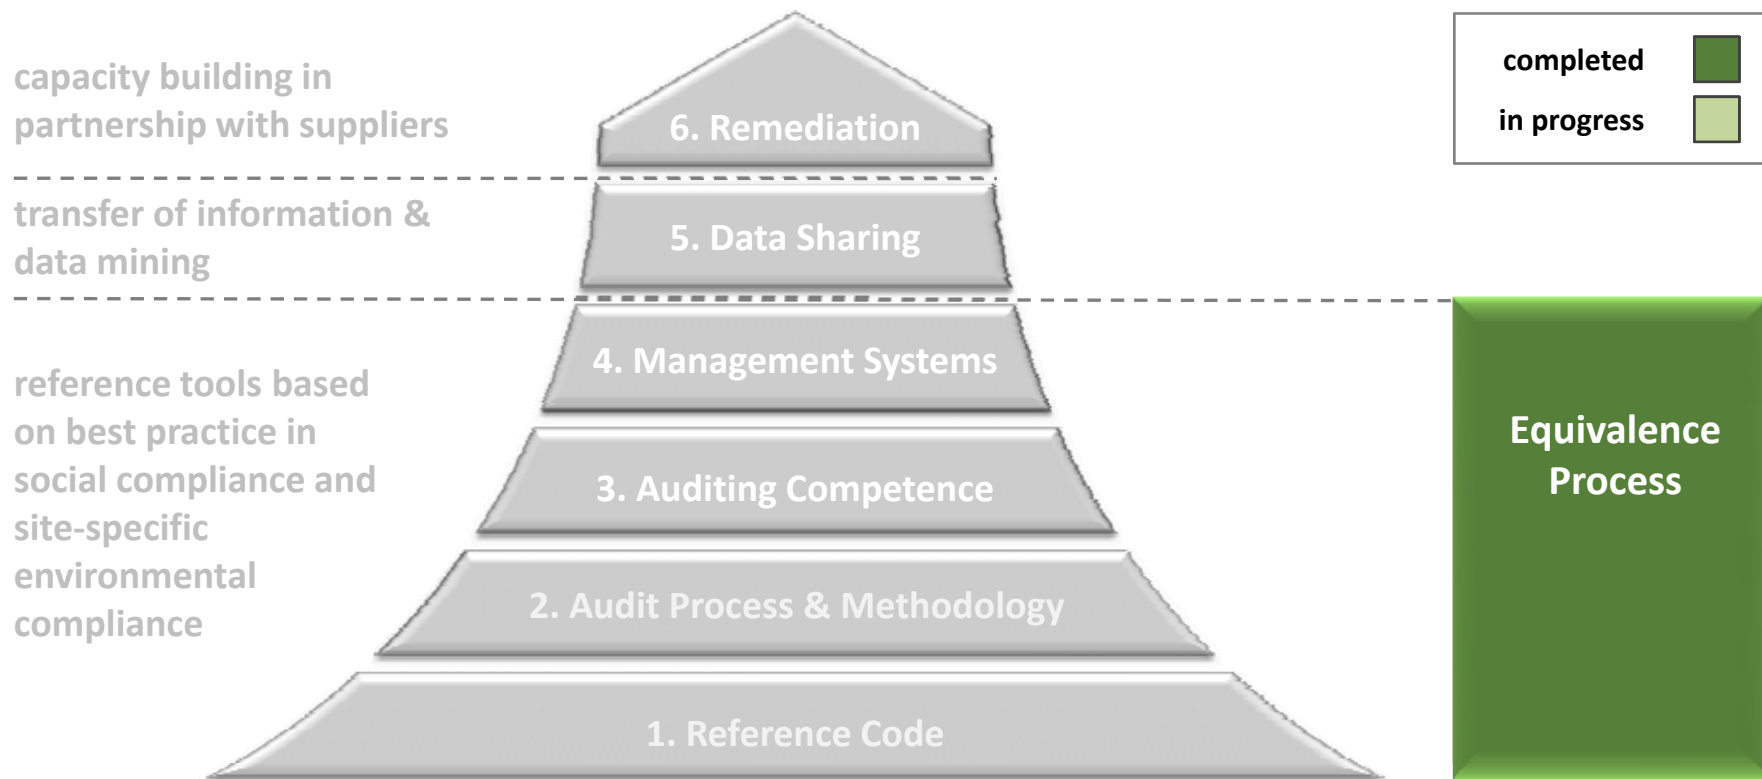 capacity building in
partnership with suppliers
transfer of information &
data mining
reference tools based
on best practice in
social compliance and
site-specific
environmental
compliance
6. Remediation
5. Data Sharing
4. Management Systems
3. Auditing Competence
2. Audit Process & Methodology
1. Reference Code
completed
in progress
Equivalence
Process